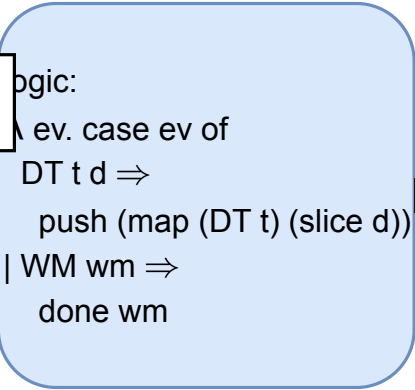 ogic:
λ ev. case ev of
DT t d ⇒
push (map (DT t) (slice d))
| WM wm ⇒
done wm